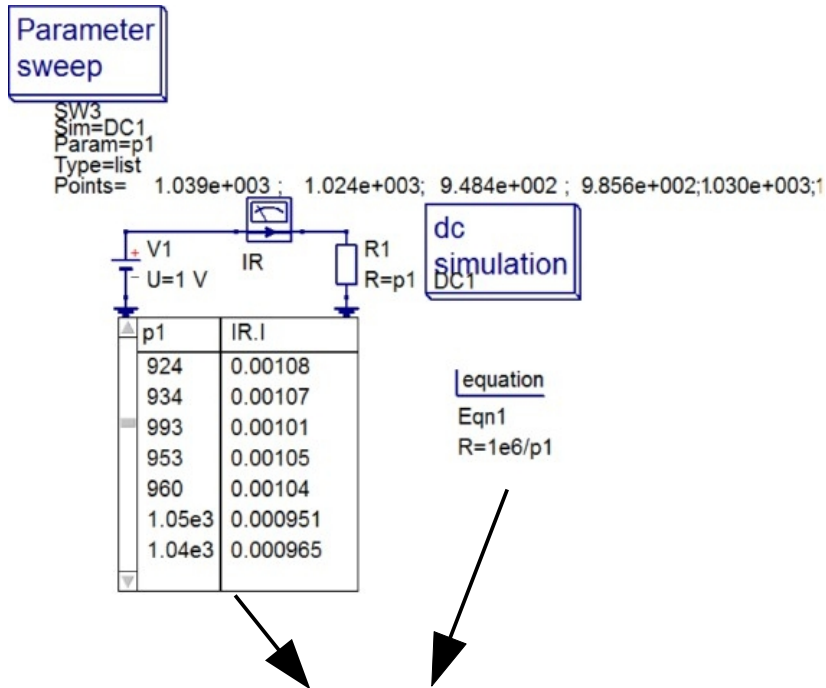 Parameter
sweep
SW3
Sim=DC1
Param=p1
Type=list
Points= 1.039e+003 ; 1.024e+003; 9.484e+002 ; 9.856e+002;1.030e+003;1
V1
U=1 V
IR
R1
R=p1
dc
simulation
DC1
p1 IR.I
924 0.00108
934 0.00107
993 0.00101
953 0.00105
960 0.00104
1.05e3 0.000951
1.04e3 0.000965
equation
Eqn1
R=1e6/p1